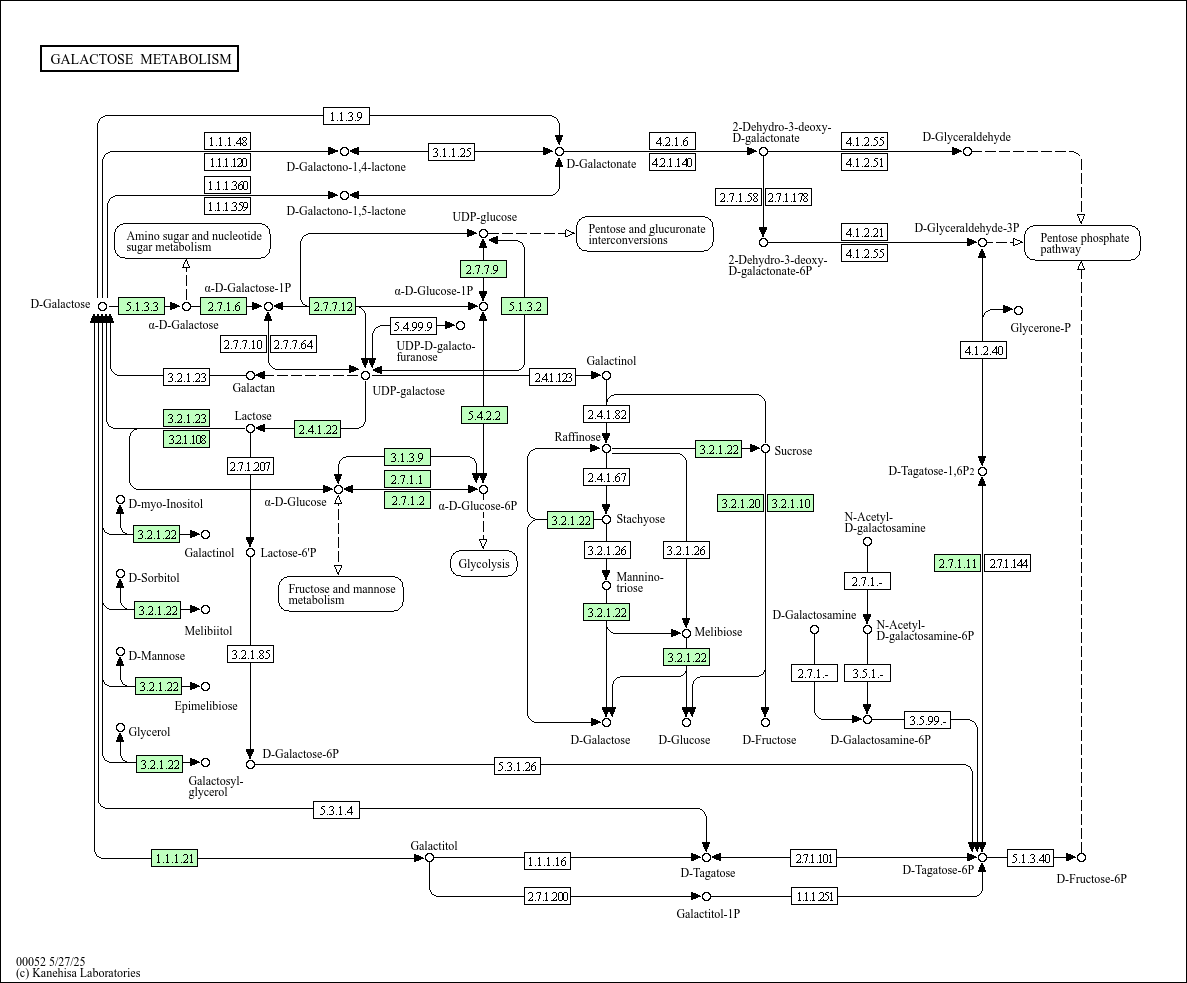 GALACTOSE METABOLISM
1.1.3.9
1.1.1.48
1.1.1.120
D-Galactono-1,4-lactone
3.1.1.25
D-Galactonate
4.2.1.6
4.2.1.140
2-Dehydro-3-deoxy-
D-galactonate
4.1.2.55
4.1.2.51
D-Glyceraldehyde
1.1.1.360
1.1.1.359
D-Galactono-1,5-lactone
2.7.1.58
2.7.1.178
UDP-glucose
Amino sugar and nucleotide
sugar metabolism
Pentose and glucuronate
interconversions
D-Glyceraldehyde-3P
4.1.2.21
4.1.2.55
Pentose phosphate
pathway
2-Dehydro-3-deoxy-
D-galactonate-6P
2.7.7.9
D-Galactose
5.1.3.3
α-D-Galactose
2.7.1.6
α-D-Galactose-1P
2.7.7.12
α-D-Glucose-1P
5.1.3.2
5.4.99.9
UDP-D-galacto-
furanose
2.7.7.10
2.7.7.64
Glycerone-P
4.1.2.40
3.2.1.23
Galactan
UDP-galactose
2.4.1.123
Galactinol
3.2.1.23
3.2.1.108
Lactose
2.4.1.22
5.4.2.2
2.4.1.82
Raffinose
3.2.1.22
Sucrose
2.7.1.207
3.1.3.9
2.7.1.1
2.7.1.2
α-D-Glucose
α-D-Glucose-6P
2.4.1.67
D-Tagatose-1,6P2
D-myo-Inositol
3.2.1.22
Galactinol
3.2.1.22
Stachyose
3.2.1.20
3.2.1.10
N-Acetyl-
D-galactosamine
Lactose-6'P
3.2.1.26
3.2.1.26
Glycolysis
2.7.1.11
2.7.1.144
D-Sorbitol
3.2.1.22
Melibiitol
Fructose and mannose
metabolism
Mannino-
triose
3.2.1.22
2.7.1.-
D-Galactosamine
N-Acetyl-
D-galactosamine-6P
Melibiose
D-Mannose
3.2.1.22
Epimelibiose
3.2.1.85
3.2.1.22
2.7.1.-
3.5.1.-
Glycerol
3.2.1.22
Galactosyl-
glycerol
D-Galactose
D-Glucose
D-Fructose
D-Galactosamine-6P
3.5.99.-
D-Galactose-6P
5.3.1.26
5.3.1.4
1.1.1.21
Galactitol
1.1.1.16
D-Tagatose
2.7.1.101
D-Tagatose-6P
5.1.3.40
D-Fructose-6P
2.7.1.200
Galactitol-1P
1.1.1.251
00052 5/27/25
(c) Kanehisa Laboratories